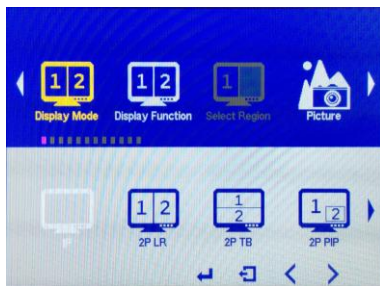 1 2
1 2
1
Display Mode
Display Function
Select Region
Picture
P
1 2
1
2
1 2
2P LR
2P TB
2P PIP